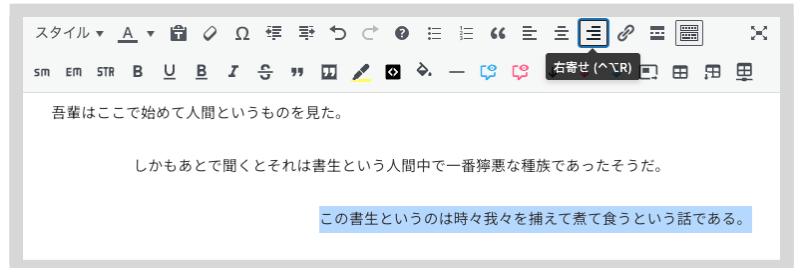 スタイル A Ω
sm EM STR B U B I S
右寄せ (^⌥R)
吾輩はここで始めて人間というものを見た。
しかもあとで聞くとそれは書生という人間中で一番獰悪な種族であったそうだ。
この書生というのは時々我々を捕えて煮て食うという話である。